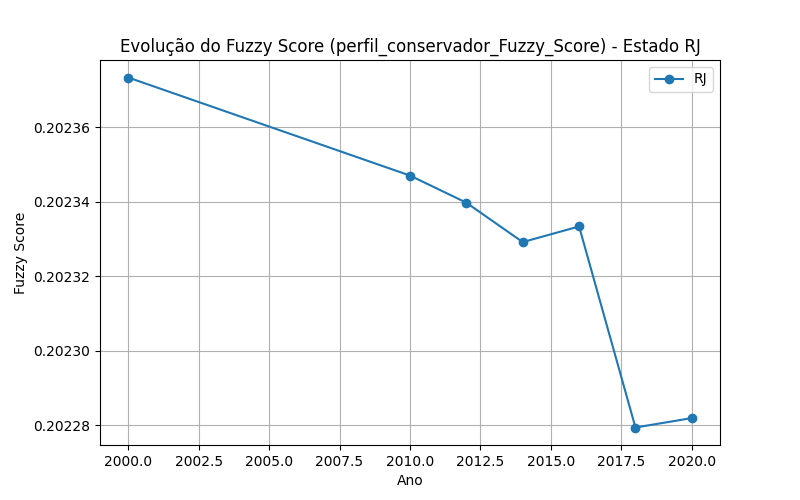 Evolução do Fuzzy Score (perfil_conservador_Fuzzy_Score) - Estado RJ
RJ
Fuzzy Score
0.20236
0.20234
0.20232
0.20230
0.20228
2000.0 2002.5 2005.0 2007.5 2010.0 2012.5 2015.0 2017.5 2020.0
Ano